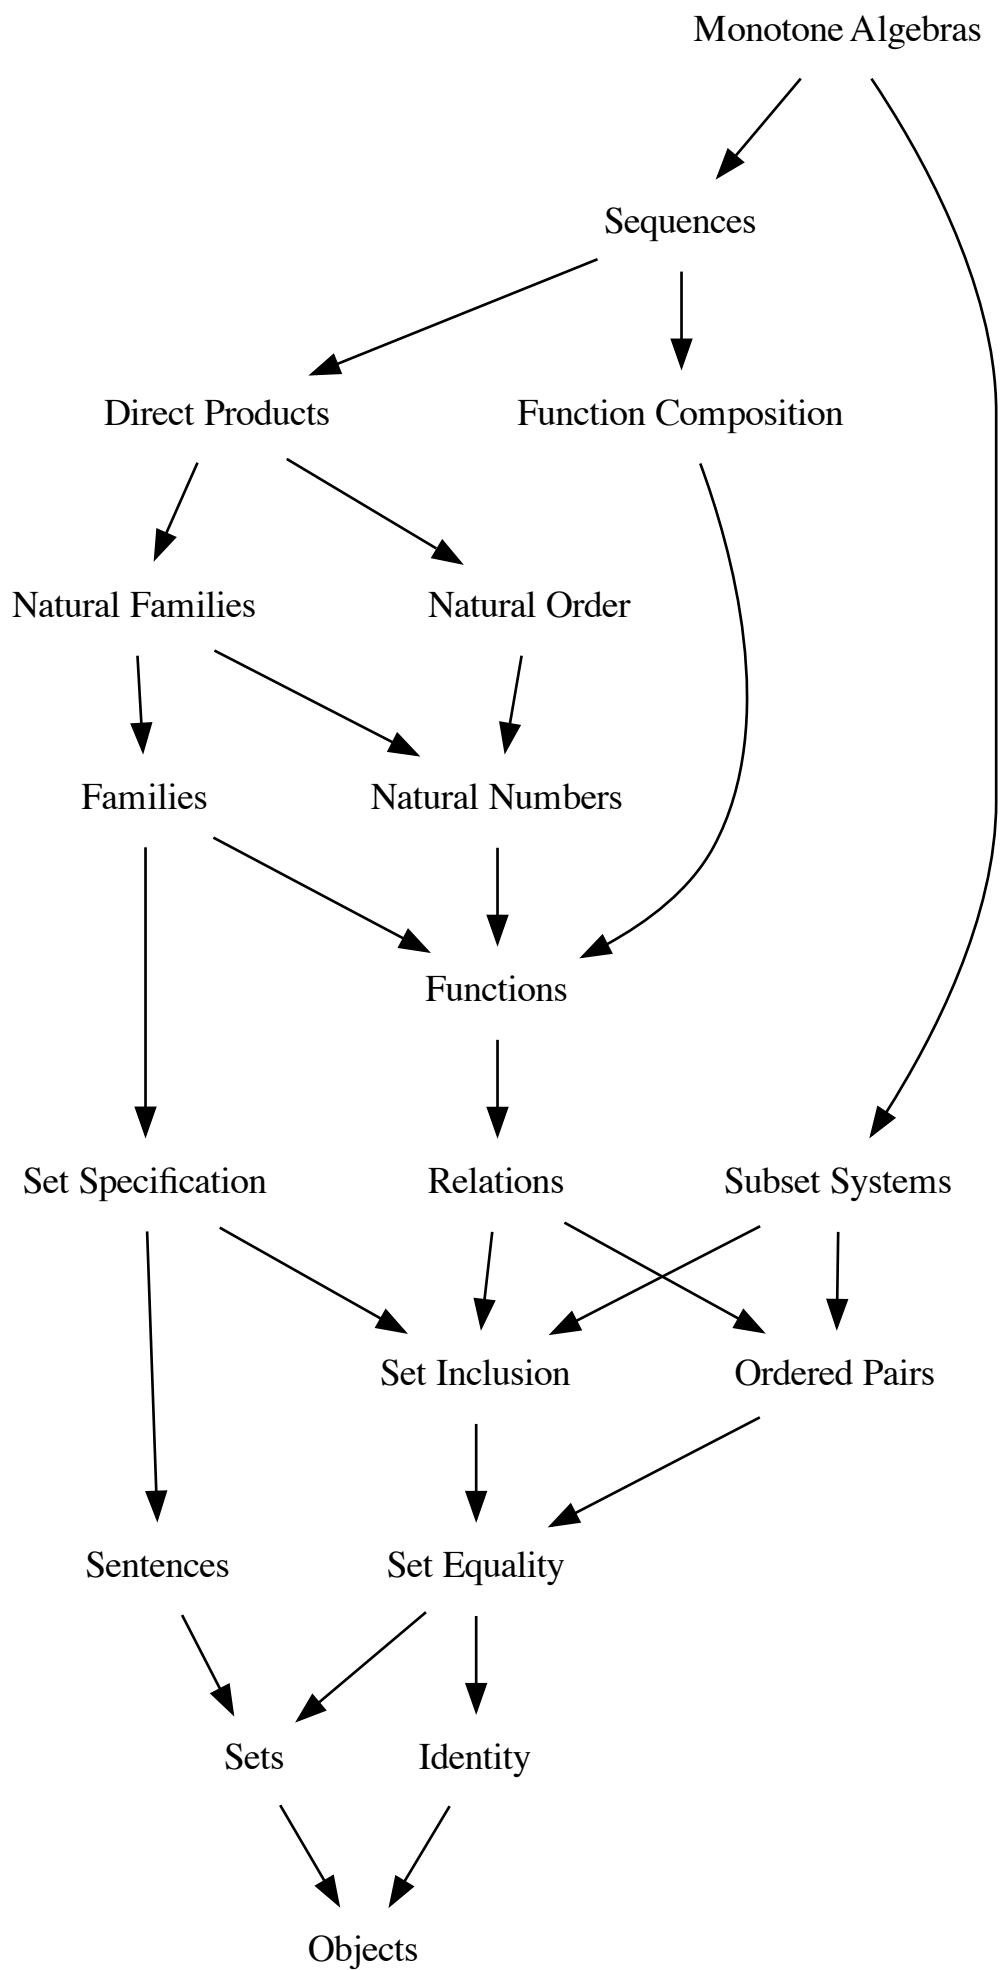 Monotone Algebras
Sequences
Direct Products
Function Composition
Natural Families
Natural Order
Families
Natural Numbers
Functions
Set Specification
Relations
Subset Systems
Set Inclusion
Ordered Pairs
Sentences
Set Equality
Sets
Identity
Objects